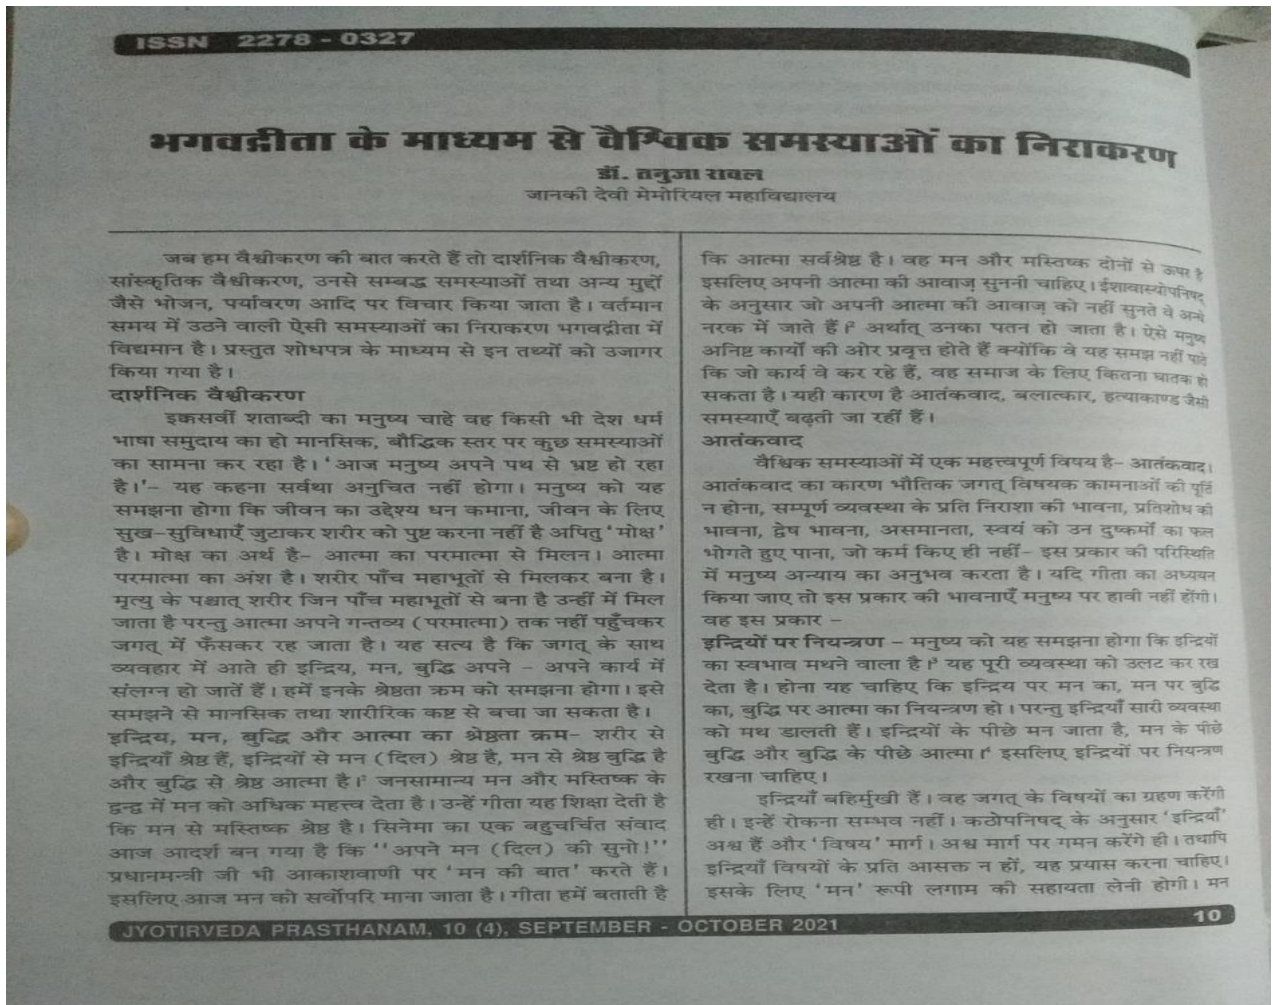 ISSN 2278-0327
भगवद्गीता के माध्यम से वैश्विक समस्याओं का निराकरण
डॉ. तनुजा रावल
जानकी देवी मेमोरियल महाविद्यालय
जब हम वैश्वीकरण की बात करते हैं तो दार्शनिक वैश्वीकरण,
सांस्कृतिक वैश्वीकरण, उनसे सम्बद्ध समस्याओं तथा अन्य मुद्दों
जैसे भोजन, पर्यावरण आदि पर विचार किया जाता है। वर्तमान
समय में उठने वाली ऐसी समस्याओं का निराकरण भगवद्गीता में
विद्यमान है। प्रस्तुत शोधपत्र के माध्यम से इन तथ्यों को उजागर
किया गया है।
दार्शनिक वैश्वीकरण
इक्कसवीं शताब्दी का मनुष्य चाहे वह किसी भी देश धर्म
भाषा समुदाय का हो मानसिक, बौद्धिक स्तर पर कुछ समस्याओं
का सामना कर रहा है। 'आज मनुष्य अपने पथ से भ्रष्ट हो रहा
है।'- यह कहना सर्वथा अनुचित नहीं होगा। मनुष्य को यह
समझना होगा कि जीवन का उद्देश्य धन कमाना, जीवन के लिए
सुख-सुविधाएँ जुटाकर शरीर को पुष्ट करना नहीं है अपितु 'मोक्ष'
है। मोक्ष का अर्थ है- आत्मा का परमात्मा से मिलन। आत्मा
परमात्मा का अंश है। शरीर पाँच महाभूतों से मिलकर बना है।
मृत्यु के पश्चात् शरीर जिन पाँच महाभूतों से बना है उन्हीं में मिल
जाता है परन्तु आत्मा अपने गन्तव्य (परमात्मा) तक नहीं पहुँचकर
जगत् में फँसकर रह जाता है। यह सत्य है कि जगत् के साथ
व्यवहार में आते ही इन्द्रिय, मन, बुद्धि अपने - अपने कार्य में
संलग्न हो जातें हैं। हमें इनके श्रेष्ठता क्रम को समझना होगा। इसे
समझने से मानसिक तथा शारीरिक कष्ट से बचा जा सकता है।
इन्द्रिय, मन, बुद्धि और आत्मा का श्रेष्ठता क्रम- शरीर से
इन्द्रियाँ श्रेष्ठ हैं, इन्द्रियों से मन (दिल) श्रेष्ठ है, मन से श्रेष्ठ बुद्धि है
और बुद्धि से श्रेष्ठ आत्मा है। जनसामान्य मन और मस्तिष्क के
द्वन्द्व में मन को अधिक महत्त्व देता है। उन्हें गीता यह शिक्षा देती है
कि मन से मस्तिष्क श्रेष्ठ है। सिनेमा का एक बहुचर्चित संवाद
आज आदर्श बन गया है कि ''अपने मन (दिल) की सुनो!''
प्रधानमन्त्री जी भी आकाशवाणी पर 'मन की बात' करते हैं।
इसलिए आज मन को सर्वोपरि माना जाता है। गीता हमें बताती है
कि आत्मा सर्वश्रेष्ठ है। वह मन और मस्तिष्क दोनों से ऊपर है
इसलिए अपनी आत्मा की आवाज़ सुननी चाहिए। ईशावास्योपनिषद्
के अनुसार जो अपनी आत्मा की आवाज़ को नहीं सुनते वे अन्धे
नरक में जाते हैं।² अर्थात् उनका पतन हो जाता है। ऐसे मनुष्य
अनिष्ट कार्यों की ओर प्रवृत्त होते हैं क्योंकि वे यह समझ नहीं पाते
कि जो कार्य वे कर रहे हैं, वह समाज के लिए कितना घातक हो
सकता है। यही कारण है आतंकवाद, बलात्कार, हत्याकाण्ड जैसी
समस्याएँ बढ़ती जा रहीं हैं।
आतंकवाद
वैश्विक समस्याओं में एक महत्त्वपूर्ण विषय है- आतंकवाद।
आतंकवाद का कारण भौतिक जगत् विषयक कामनाओं की पूर्ति
न होना, सम्पूर्ण व्यवस्था के प्रति निराशा की भावना, प्रतिशोध की
भावना, द्वेष भावना, असमानता, स्वयं को उन दुष्कर्मों का फल
भोगते हुए पाना, जो कर्म किए ही नहीं- इस प्रकार की परिस्थिति
में मनुष्य अन्याय का अनुभव करता है। यदि गीता का अध्ययन
किया जाए तो इस प्रकार की भावनाएँ मनुष्य पर हावी नहीं होंगी।
वह इस प्रकार -
इन्द्रियों पर नियन्त्रण - मनुष्य को यह समझना होगा कि इन्द्रियों
का स्वभाव मथने वाला है।³ यह पूरी व्यवस्था को उलट कर रख
देता है। होना यह चाहिए कि इन्द्रिय पर मन का, मन पर बुद्धि
का, बुद्धि पर आत्मा का नियन्त्रण हो। परन्तु इन्द्रियाँ सारी व्यवस्था
को मथ डालती हैं। इन्द्रियों के पीछे मन जाता है, मन के पीछे
बुद्धि और बुद्धि के पीछे आत्मा।⁴ इसलिए इन्द्रियों पर नियन्त्रण
रखना चाहिए।
इन्द्रियाँ बहिर्मुखी हैं। वह जगत् के विषयों का ग्रहण करेंगी
ही। इन्हें रोकना सम्भव नहीं। कठोपनिषद् के अनुसार 'इन्द्रियाँ'
अश्व हैं और 'विषय' मार्ग। अश्व मार्ग पर गमन करेंगे ही। तथापि
इन्द्रियाँ विषयों के प्रति आसक्त न हों, यह प्रयास करना चाहिए।
इसके लिए 'मन' रूपी लगाम की सहायता लेनी होगी। मन
JYOTIRVEDA PRASTHANAM, 10 (4), SEPTEMBER - OCTOBER 2021
10